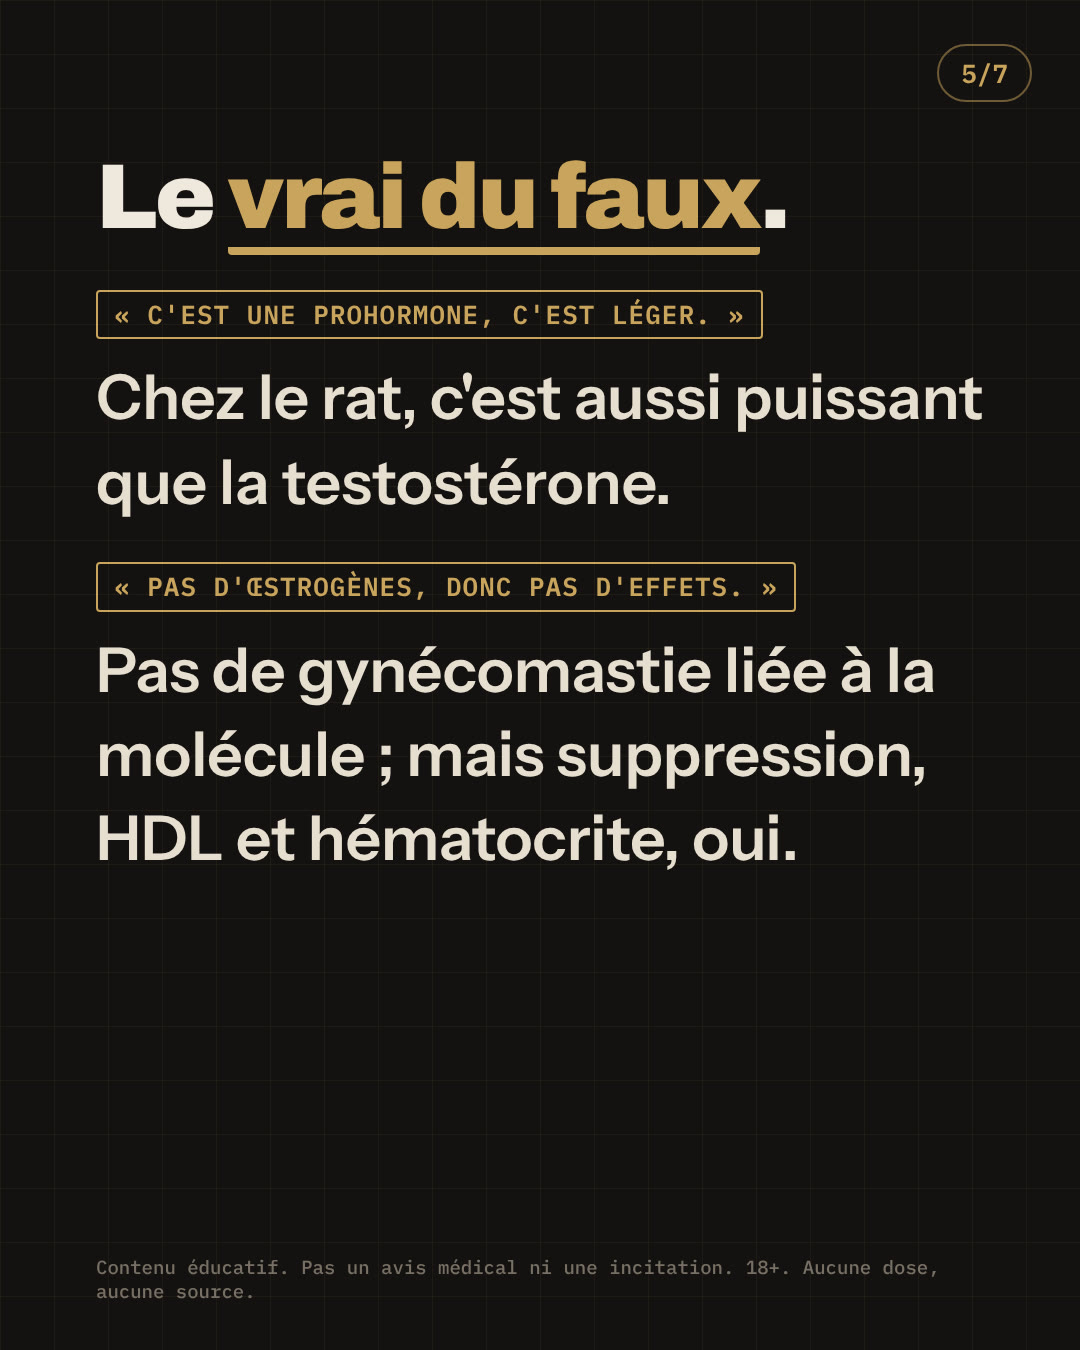 5/7
Le vrai du faux.
« C'EST UNE PROHORMONE, C'EST LÉGER. »
Chez le rat, c'est aussi puissant
que la testostérone.
« PAS D'ŒSTROGÈNES, DONC PAS D'EFFETS. »
Pas de gynécomastie liée à la
molécule ; mais suppression,
HDL et hématocrite, oui.
Contenu éducatif. Pas un avis médical ni une incitation. 18+. Aucune dose,
aucune source.